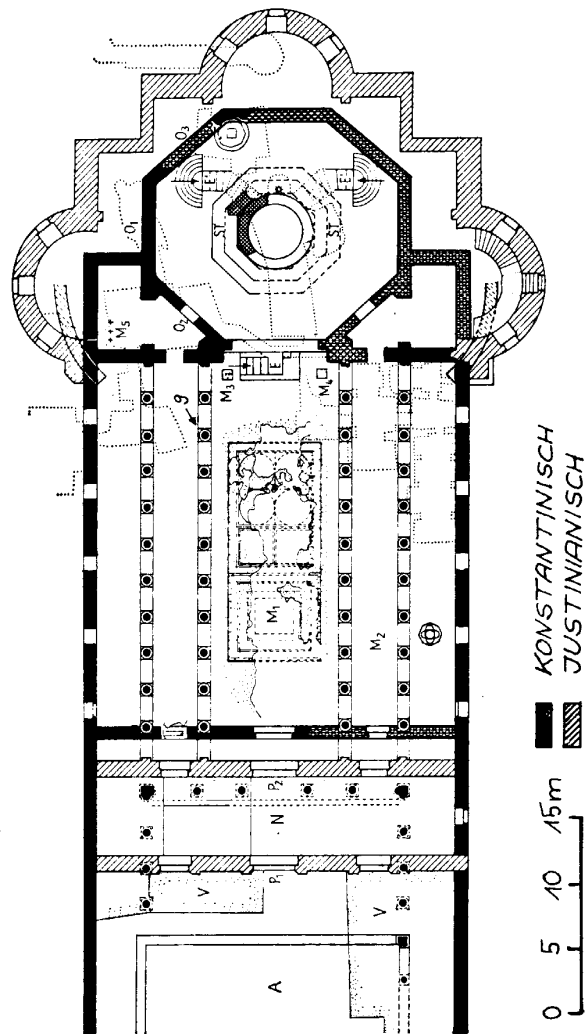 O₃
O₁
E
E
ST.
ST.
O₂
M₅
E
M₃
M₄
g
M₁
M₂
P₂
N
P₁
V
V
A
KONSTANTINISCH
JUSTINIANISCH
0 5 10 15m